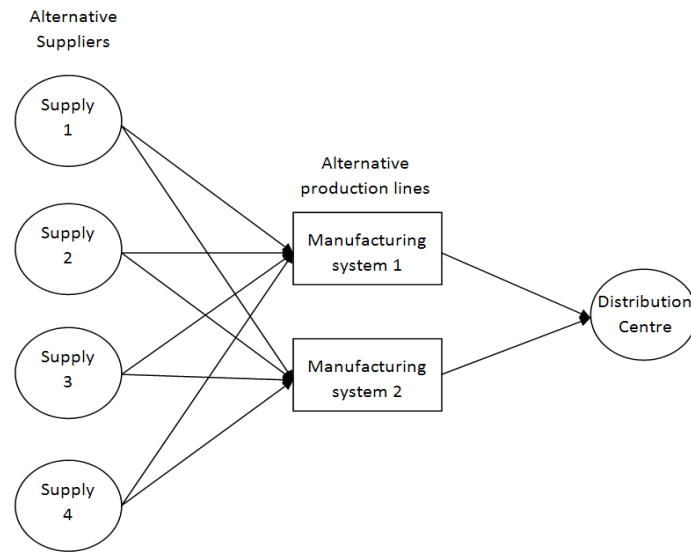 Alternative
Suppliers
Supply
1
Supply
2
Supply
3
Supply
4
Alternative
production lines
Manufacturing
system 1
Manufacturing
system 2
Distribution
Centre